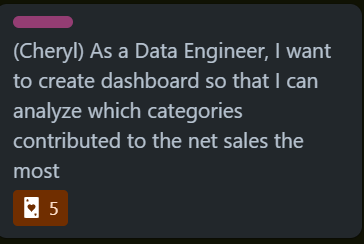 (Cheryl) As a Data Engineer, I want
to create dashboard so that I can
analyze which categories
contributed to the net sales the
most
5